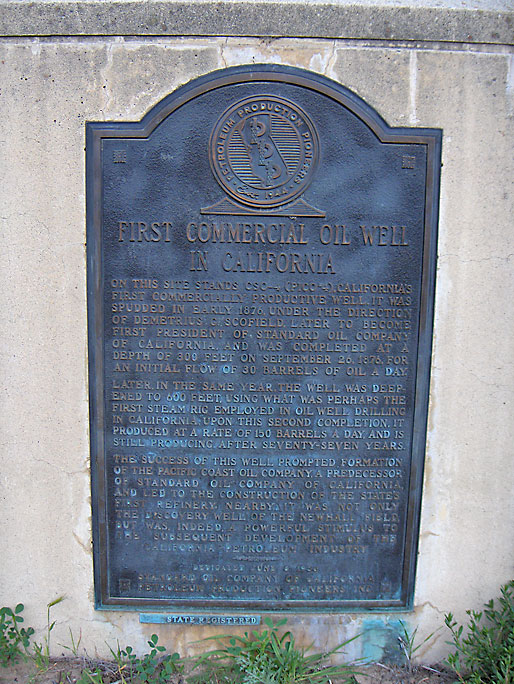 PETROLEUM PRODUCTION PIONEERS
FIRST COMMERCIAL OIL WELL
IN CALIFORNIA
ON THIS SITE STANDS CSO-4, (PICO #4), CALIFORNIA'S
FIRST COMMERCIALLY PRODUCTIVE WELL. IT WAS
SPUDDED IN EARLY 1876 UNDER THE DIRECTION
OF DEMETRIUS G. SCOFIELD, LATER TO BECOME
FIRST PRESIDENT OF STANDARD OIL COMPANY
OF CALIFORNIA, AND WAS COMPLETED AT A
DEPTH OF 300 FEET ON SEPTEMBER 26, 1876, FOR
AN INITIAL FLOW OF 30 BARRELS OF OIL A DAY.
LATER, IN THE SAME YEAR, THE WELL WAS DEEP-
ENED TO 600 FEET, USING WHAT WAS PERHAPS THE
FIRST STEAM RIG EMPLOYED IN OIL WELL DRILLING
IN CALIFORNIA. UPON THIS SECOND COMPLETION, IT
PRODUCED AT A RATE OF 150 BARRELS A DAY, AND IS
STILL PRODUCING AFTER SEVENTY-SEVEN YEARS.
THE SUCCESS OF THIS WELL PROMPTED FORMATION
OF THE PACIFIC COAST OIL COMPANY, A PREDECESSOR
OF STANDARD OIL COMPANY OF CALIFORNIA,
AND LED TO THE CONSTRUCTION OF THE STATE'S
FIRST REFINERY NEARBY. IT WAS NOT ONLY
THE DISCOVERY WELL OF THE NEWHALL FIELD
BUT WAS, INDEED, A POWERFUL STIMULUS TO
THE SUBSEQUENT DEVELOPMENT OF THE
CALIFORNIA PETROLEUM INDUSTRY
DEDICATED JUNE
STANDARD OIL COMPANY OF CALIFORNIA
PETROLEUM PRODUCTION PIONEERS INC
STATE REGISTERED